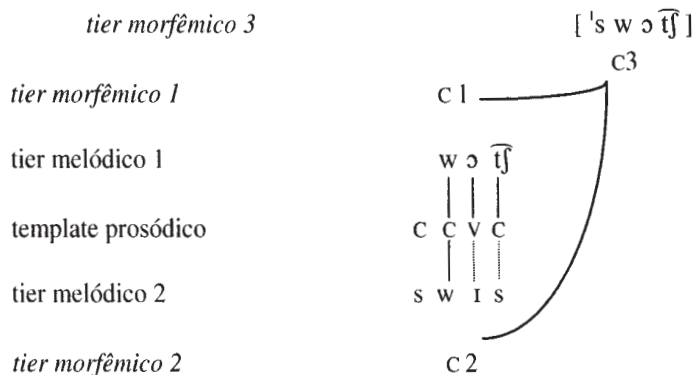 tier morfêmico 3 [ ˈs w ɔ t͡ʃ ]
C3
tier morfêmico 1 C 1
tier melódico 1 w ɔ t͡ʃ
template prosódico C C V C
tier melódico 2 s w ɪ s
tier morfêmico 2 C 2